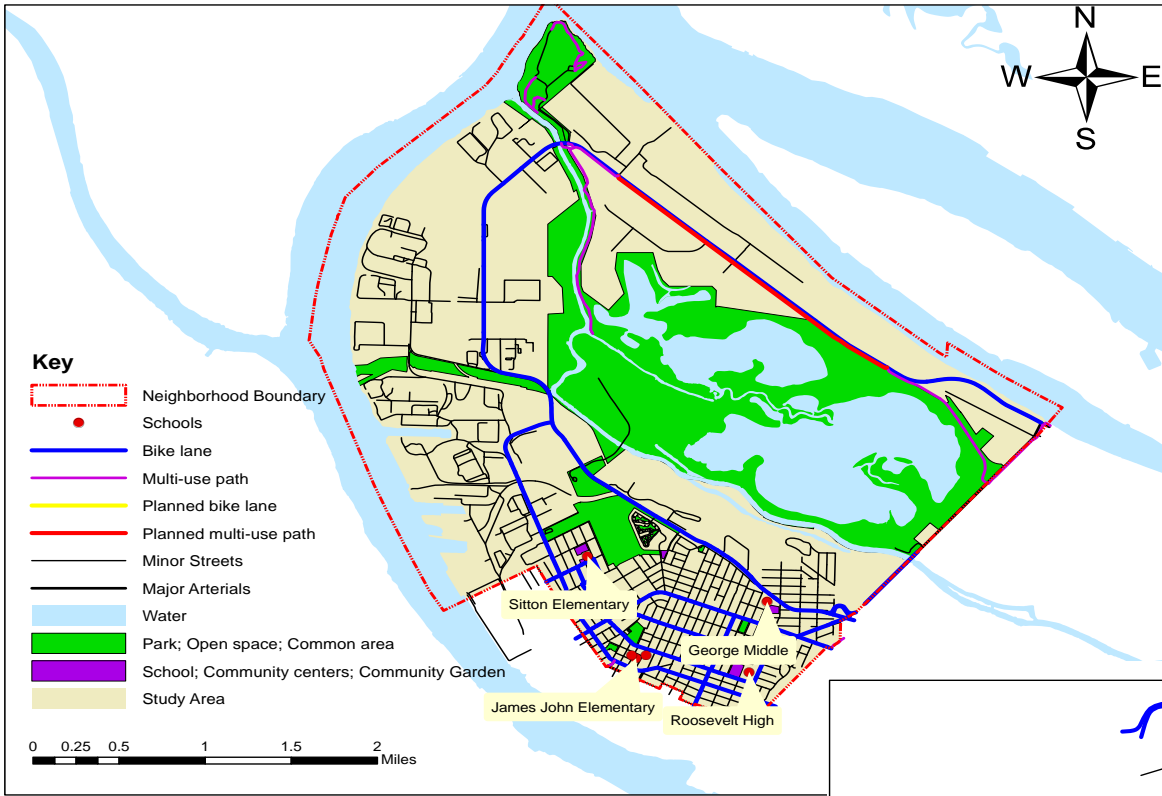 N
W
E
S
Key
Neighborhood Boundary
Schools
Bike lane
Multi-use path
Planned bike lane
Planned multi-use path
Minor Streets
Major Arterials
Water
Park; Open space; Common area
School; Community centers; Community Garden
Study Area
0 0.25 0.5 1 1.5 2
Miles
Sitton Elementary
George Middle
James John Elementary
Roosevelt High